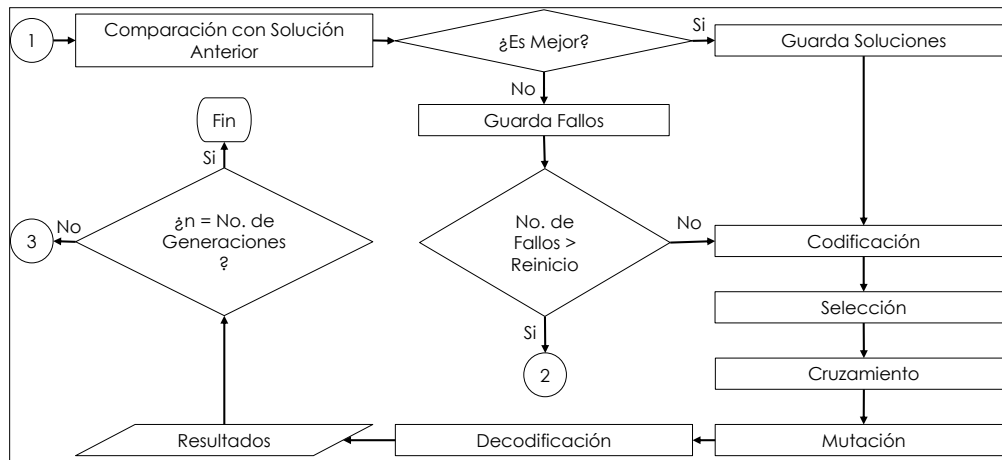 1
Comparación con Solución
Anterior
¿Es Mejor?
Si
Guarda Soluciones
No
Guarda Fallos
Fin
Si
¿n = No. de
Generaciones
?
No
3
No. de
Fallos >
Reinicio
No
Codificación
Selección
Si
2
Cruzamiento
Resultados
Decodificación
Mutación